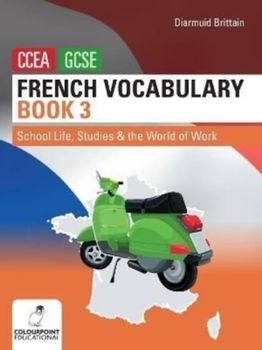 Diarmuid Brittain
CCEA GCSE
FRENCH VOCABULARY
BOOK 3
School Life, Studies & the World of Work
COLOURPOINT
EDUCATIONAL